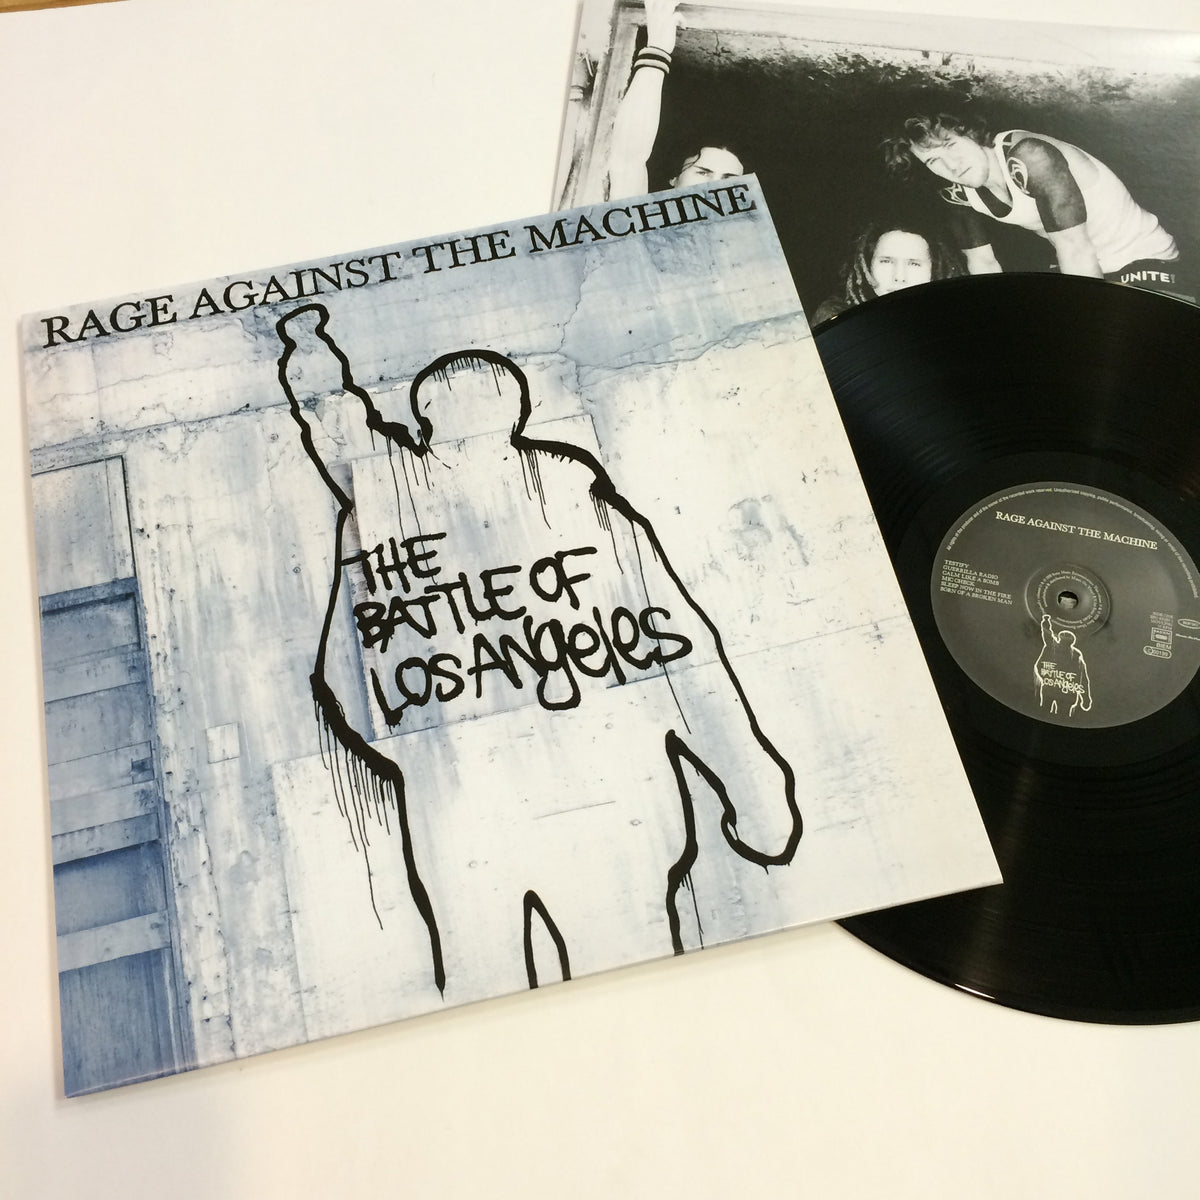 RAGE AGAINST THE MACHINE
THE
BATTLE OF
LOS ANgeles
UNITE
RAGE AGAINST THE MACHINE
TESTIFY
GUERRILLA RADIO
CALM LIKE A BOMB
MIC CHECK
SLEEP NOW IN THE FIRE
BORN OF A BROKEN MAN
BIEM
THE
BATTLE OF
LOS ANgeles